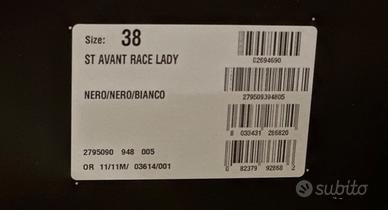 Size: 38
ST AVANT RACE LADY
02694690
NERO/NERO/BIANCO
279509394805
8 033431 286820
2795090 948 005
OR 11/11M/ 03614/001
0 82379 92868 2
subito